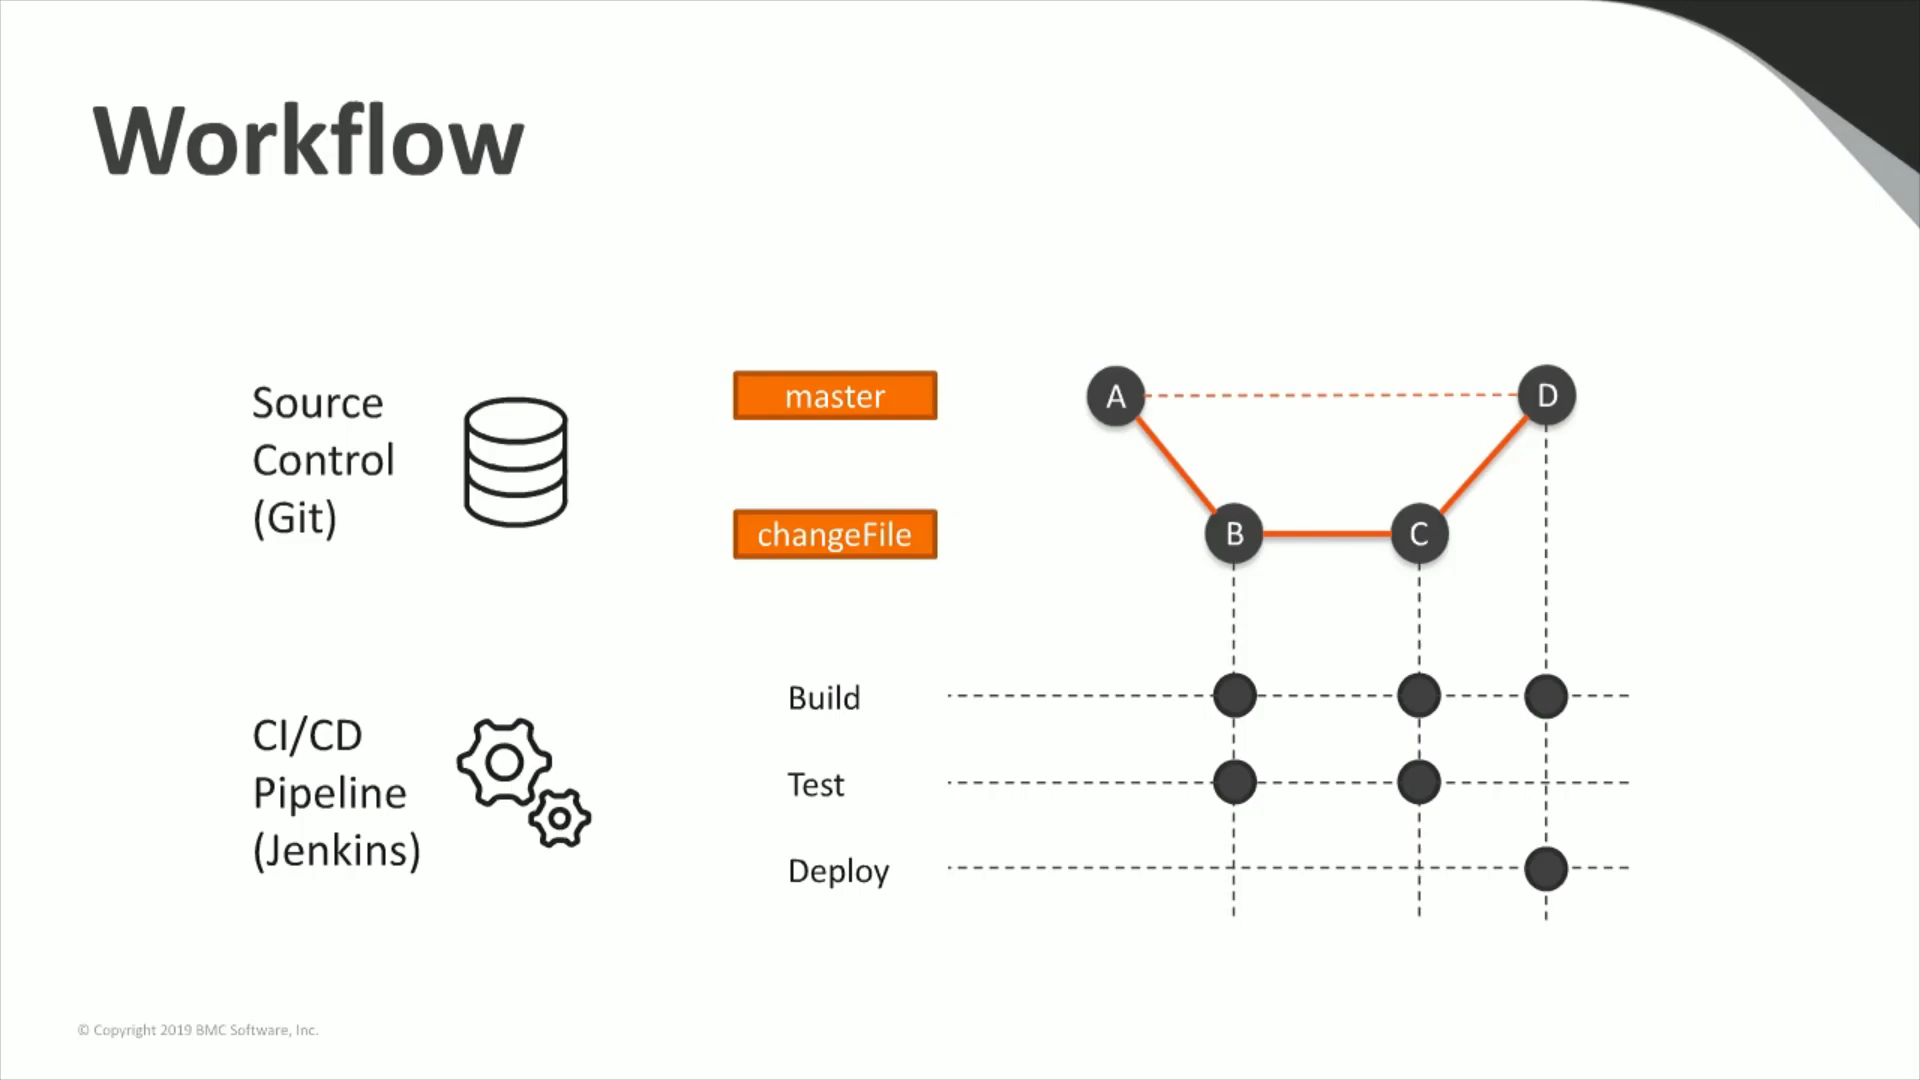 Workflow
Source
Control
(Git)
master
A
D
changeFile
B
C
CI/CD
Pipeline
(Jenkins)
Build
Test
Deploy
© Copyright 2019 BMC Software, Inc.